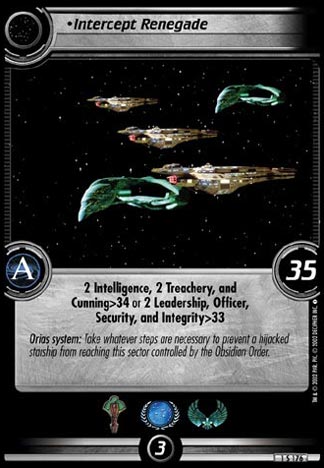 •Intercept Renegade
A
35
2 Intelligence, 2 Treachery, and
Cunning>34 or 2 Leadership, Officer,
Security, and Integrity>33
Orias system: Take whatever steps are necessary to prevent a hijacked
starship from reaching this sector controlled by the Obsidian Order.
3
1 S 176